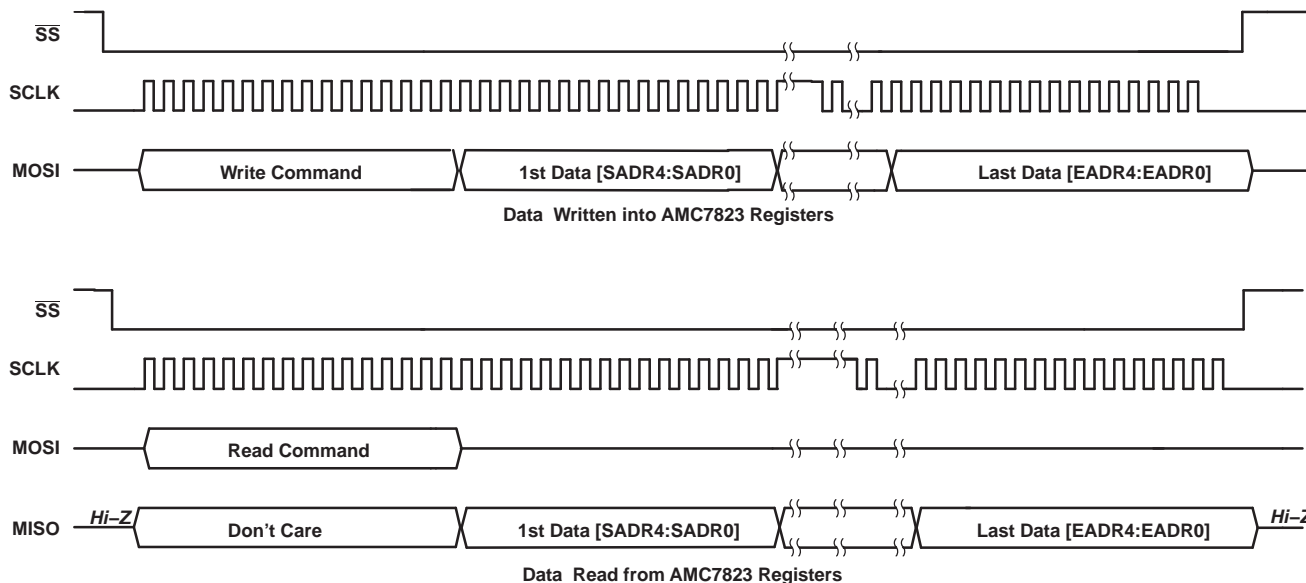 SS
SCLK
MOSI Write Command 1st Data [SADR4:SADR0] Last Data [EADR4:EADR0]
Data Written into AMC7823 Registers
SS
SCLK
MOSI Read Command
MISO Hi–Z Don't Care 1st Data [SADR4:SADR0] Last Data [EADR4:EADR0] Hi–Z
Data Read from AMC7823 Registers